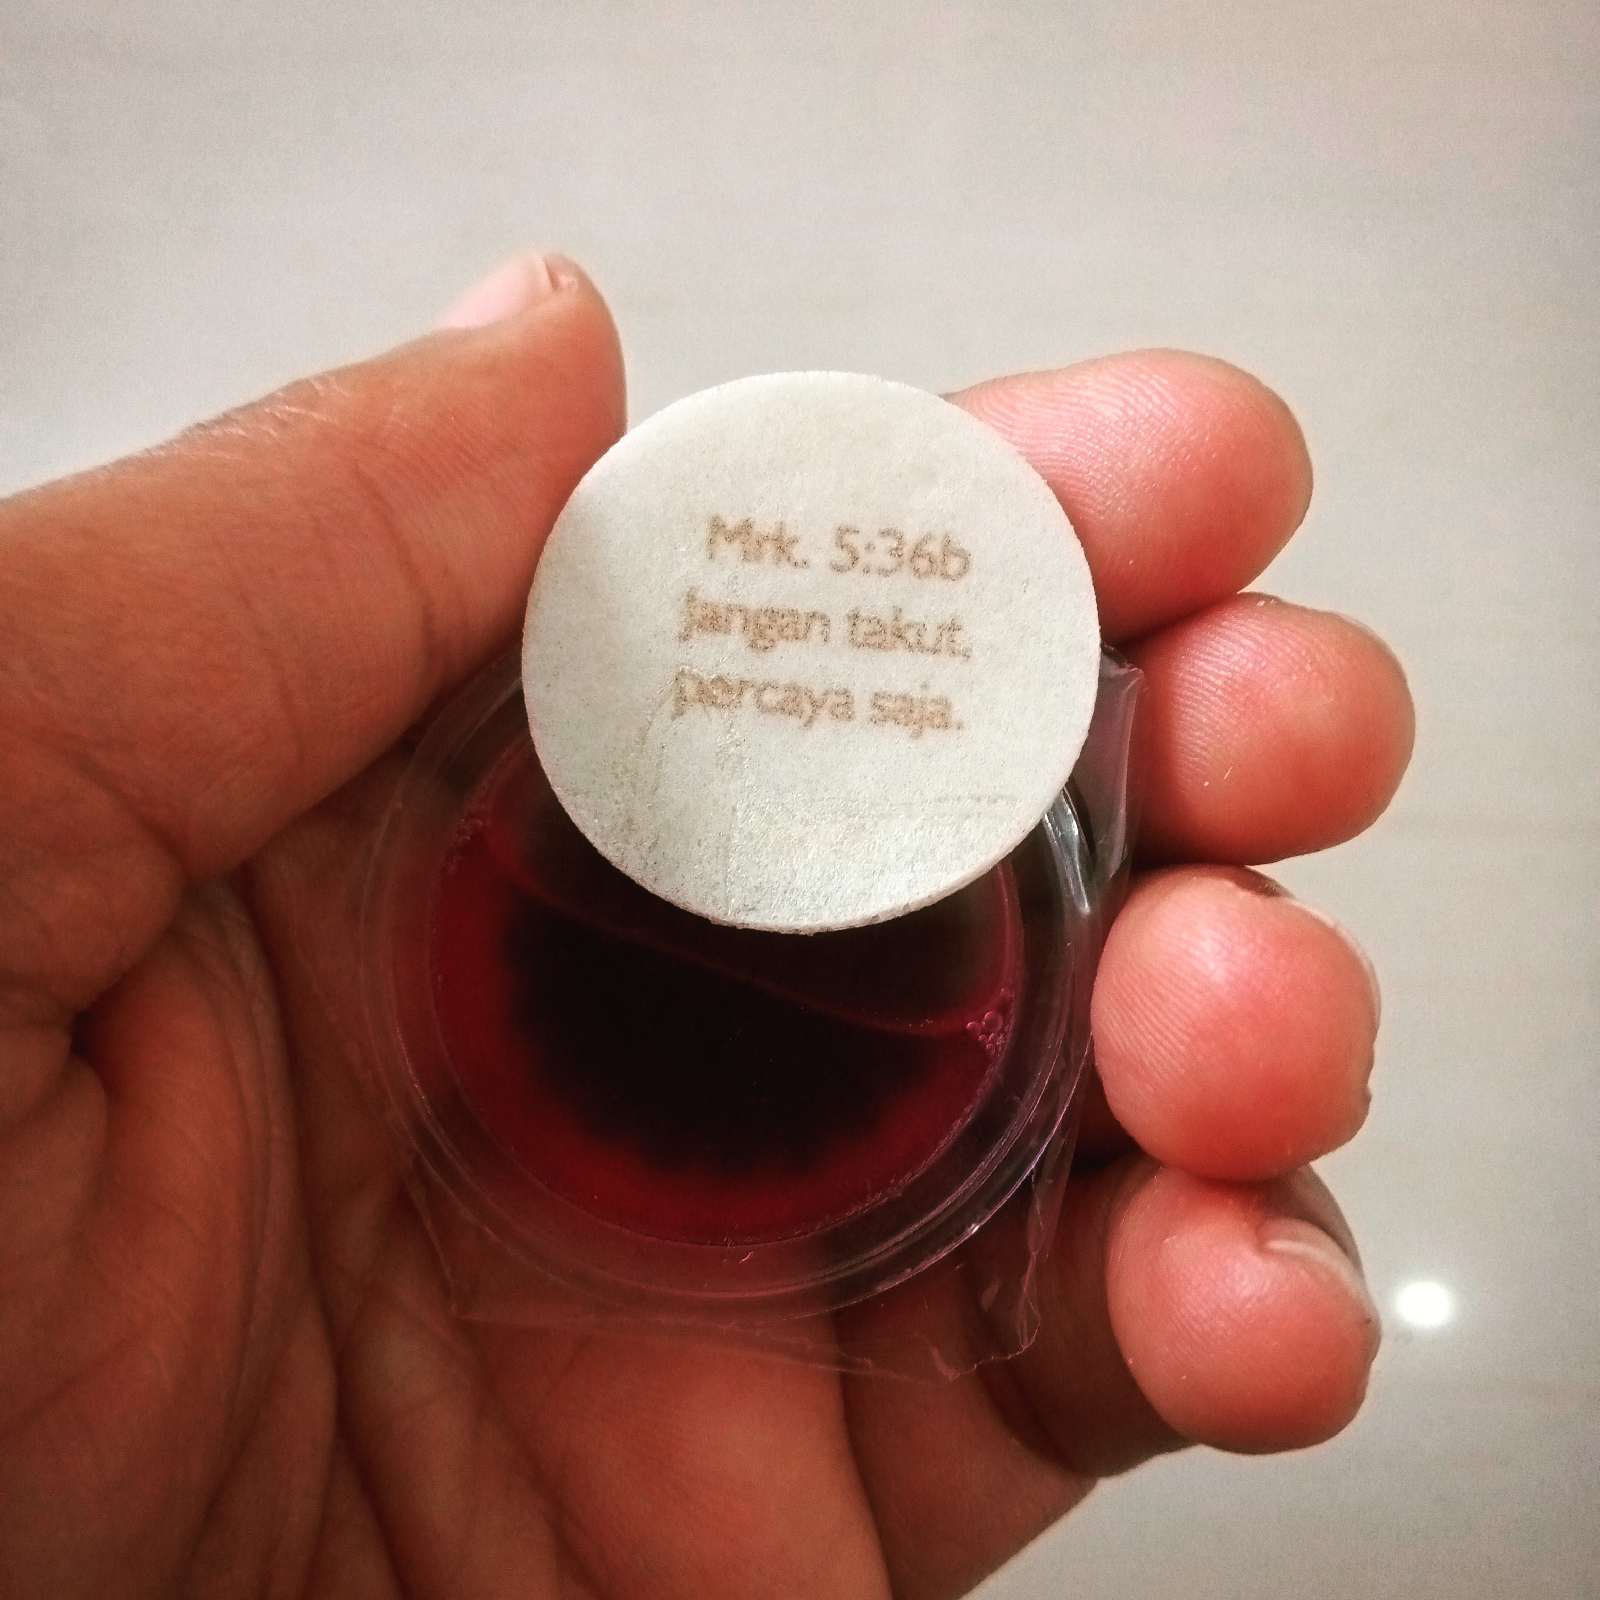 Mrk. 5:36b
Jangan takut,
percaya saja.